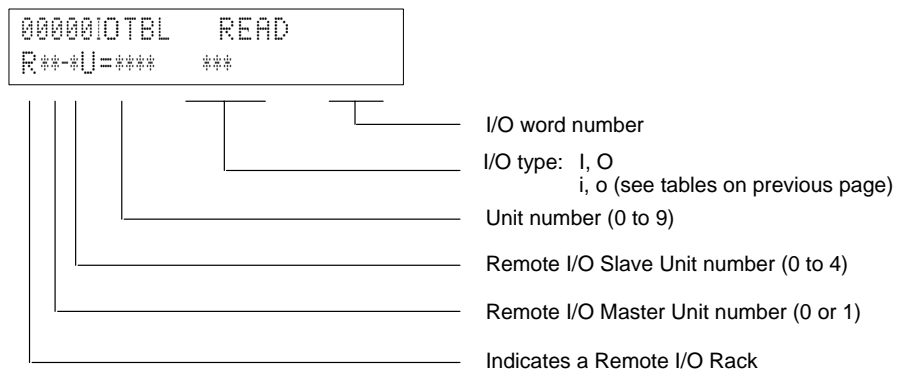 00000IOTBL READ
R**-*U=**** ***
I/O word number
I/O type: I, O
i, o (see tables on previous page)
Unit number (0 to 9)
Remote I/O Slave Unit number (0 to 4)
Remote I/O Master Unit number (0 or 1)
Indicates a Remote I/O Rack